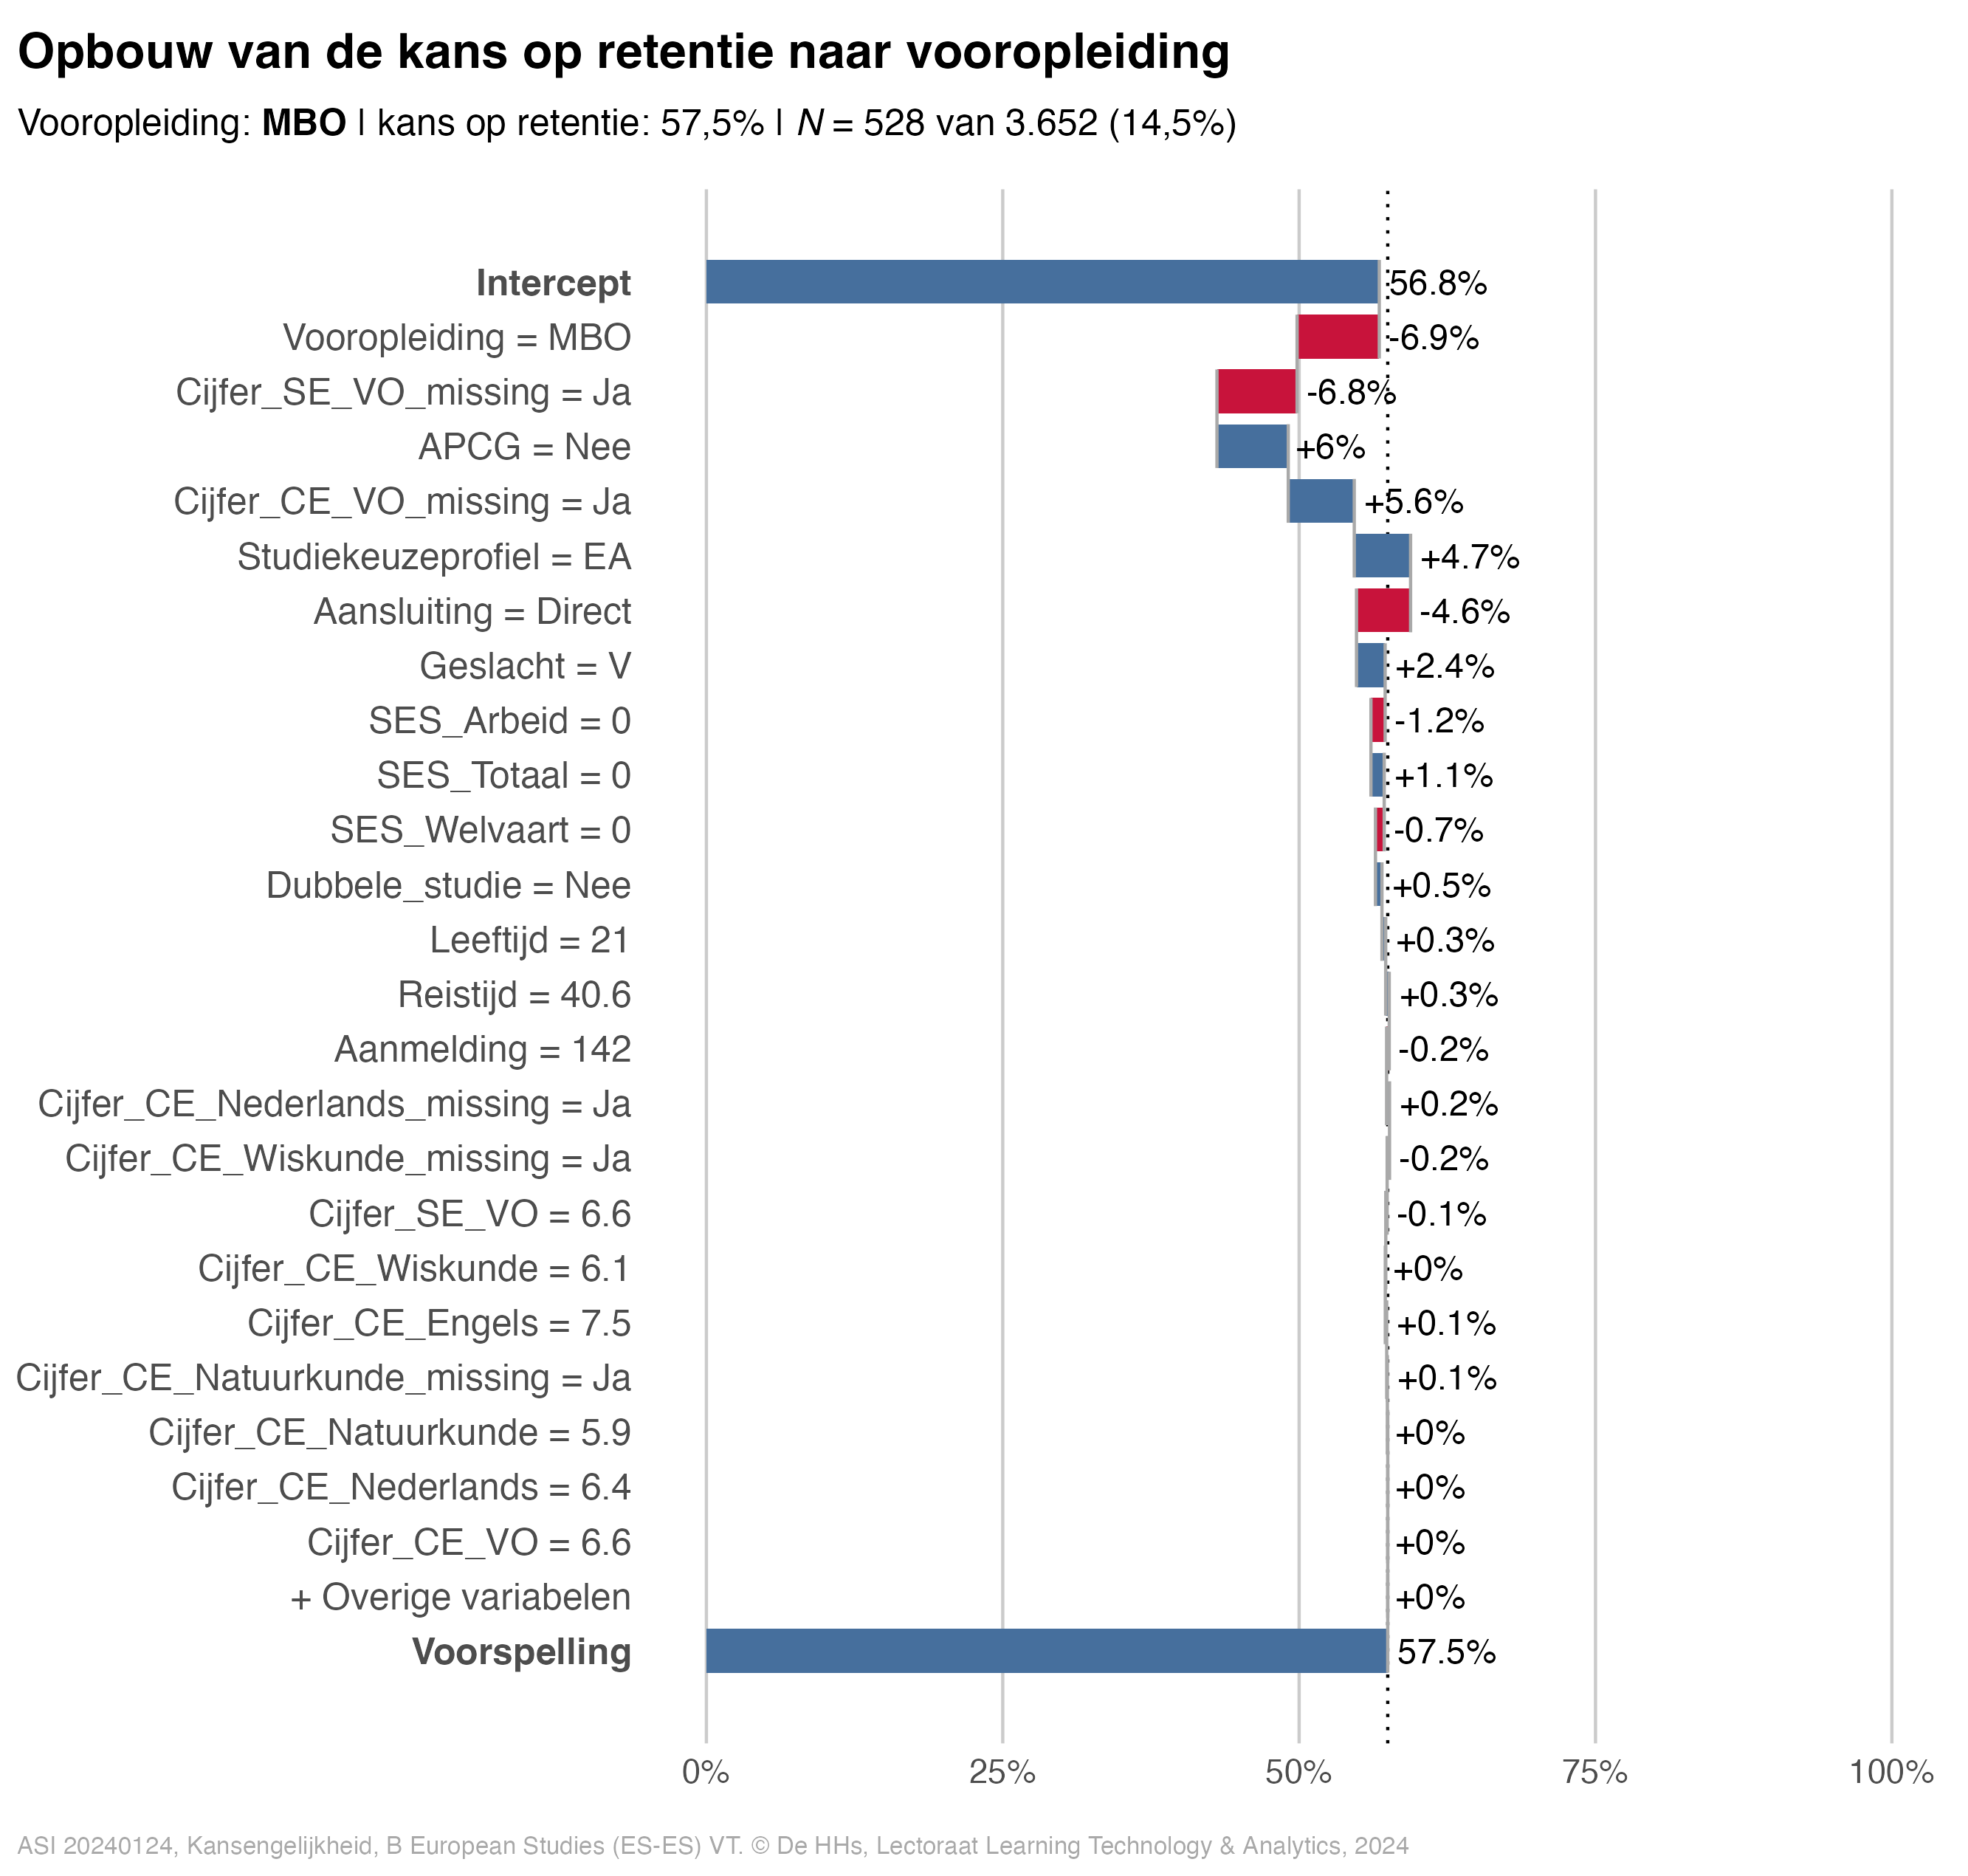 Opbouw van de kans op retentie naar vooropleiding
Vooropleiding: MBO | kans op retentie: 57,5% | N = 528 van 3.652 (14,5%)
Intercept 56.8%
Vooropleiding = MBO -6.9%
Cijfer_SE_VO_missing = Ja -6.8%
APCG = Nee +6%
Cijfer_CE_VO_missing = Ja +5.6%
Studiekeuzeprofiel = EA +4.7%
Aansluiting = Direct -4.6%
Geslacht = V +2.4%
SES_Arbeid = 0 -1.2%
SES_Totaal = 0 +1.1%
SES_Welvaart = 0 -0.7%
Dubbele_studie = Nee +0.5%
Leeftijd = 21 +0.3%
Reistijd = 40.6 +0.3%
Aanmelding = 142 -0.2%
Cijfer_CE_Nederlands_missing = Ja +0.2%
Cijfer_CE_Wiskunde_missing = Ja -0.2%
Cijfer_SE_VO = 6.6 -0.1%
Cijfer_CE_Wiskunde = 6.1 +0%
Cijfer_CE_Engels = 7.5 +0.1%
Cijfer_CE_Natuurkunde_missing = Ja +0.1%
Cijfer_CE_Natuurkunde = 5.9 +0%
Cijfer_CE_Nederlands = 6.4 +0%
Cijfer_CE_VO = 6.6 +0%
+ Overige variabelen +0%
Voorspelling 57.5%
0% 25% 50% 75% 100%
ASI 20240124, Kansengelijkheid, B European Studies (ES-ES) VT. © De HHs, Lectoraat Learning Technology & Analytics, 2024